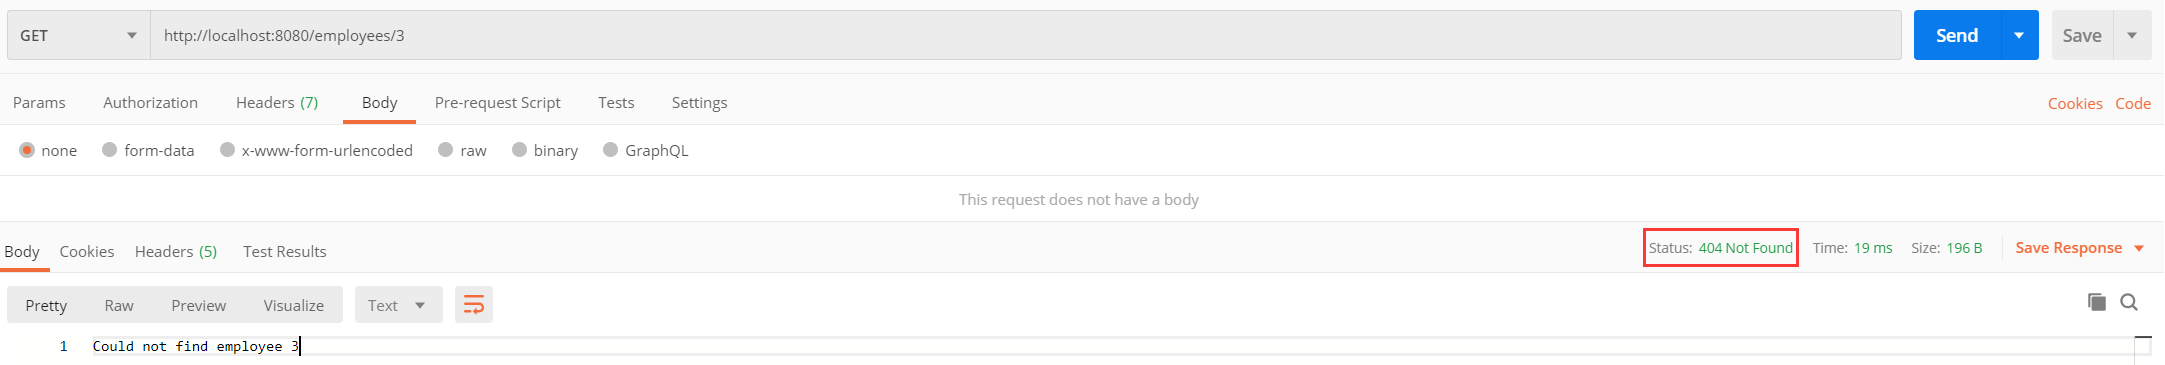 GET http://localhost:8080/employees/3 Send Save
Params Authorization Headers (7) Body Pre-request Script Tests Settings Cookies Code
none form-data x-www-form-urlencoded raw binary GraphQL
This request does not have a body
Body Cookies Headers (5) Test Results Status: 404 Not Found Time: 19 ms Size: 196 B Save Response
Pretty Raw Preview Visualize Text
1 Could not find employee 3